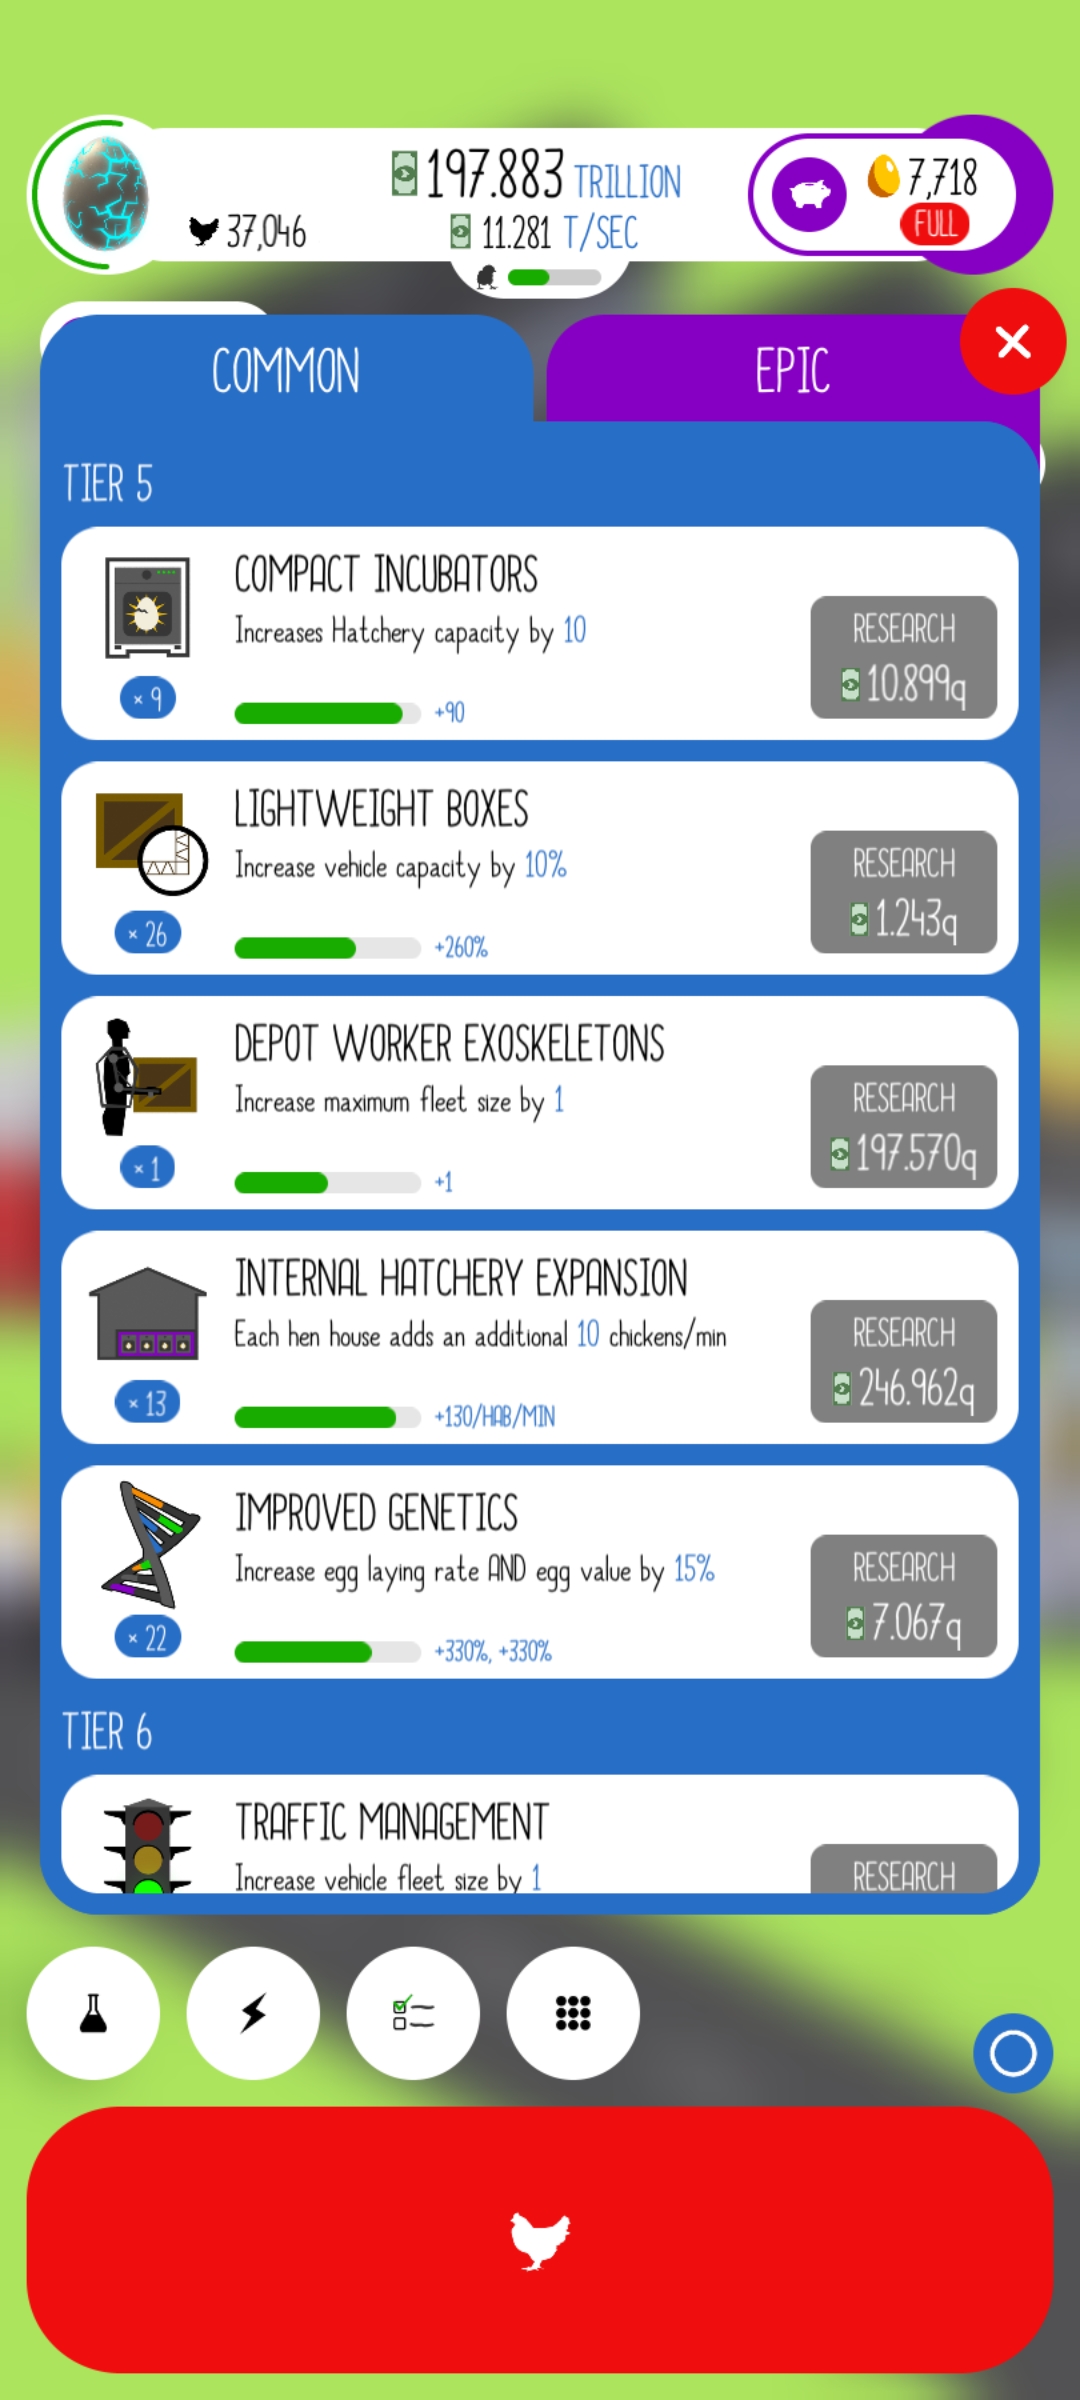 197.883 TRILLION
7,718
37,046
11.281 T/SEC
FULL
COMMON
EPIC
TIER 5
COMPACT INCUBATORS
Increases Hatchery capacity by 10
RESEARCH
10.899q
× 9
+90
LIGHTWEIGHT BOXES
Increase vehicle capacity by 10%
RESEARCH
1.243q
× 26
+260%
DEPOT WORKER EXOSKELETONS
Increase maximum fleet size by 1
RESEARCH
197.570q
× 1
+1
INTERNAL HATCHERY EXPANSION
Each hen house adds an additional 10 chickens/min
RESEARCH
246.962q
× 13
+130/HAB/MIN
IMPROVED GENETICS
Increase egg laying rate AND egg value by 15%
RESEARCH
7.067q
× 22
+330%, +330%
TIER 6
TRAFFIC MANAGEMENT
Increase vehicle fleet size by 1
RESEARCH